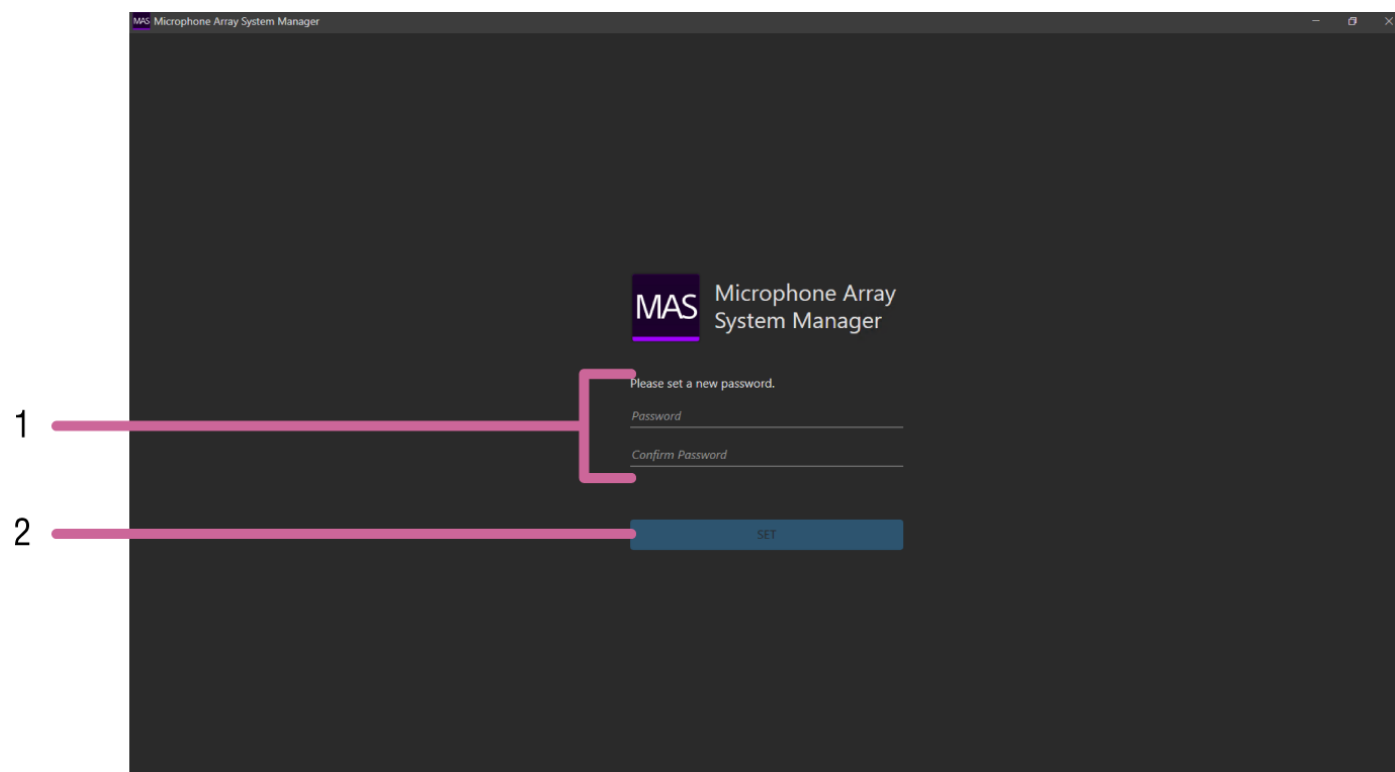 MAS Microphone Array System Manager
MAS
Microphone Array
System Manager
Please set a new password.
1
Password
Confirm Password
2
SET